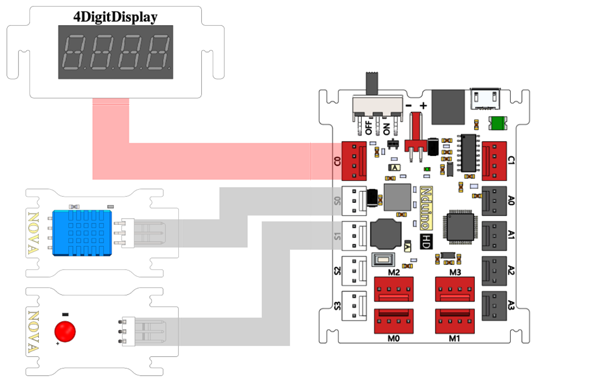 4DigitDisplay
OFF
ON
- +
C0
C1
S0
A0
S1
A1
S2
A2
S3
A3
M2
M3
M0
M1
Nduino
HD
A
NOVA
NOVA